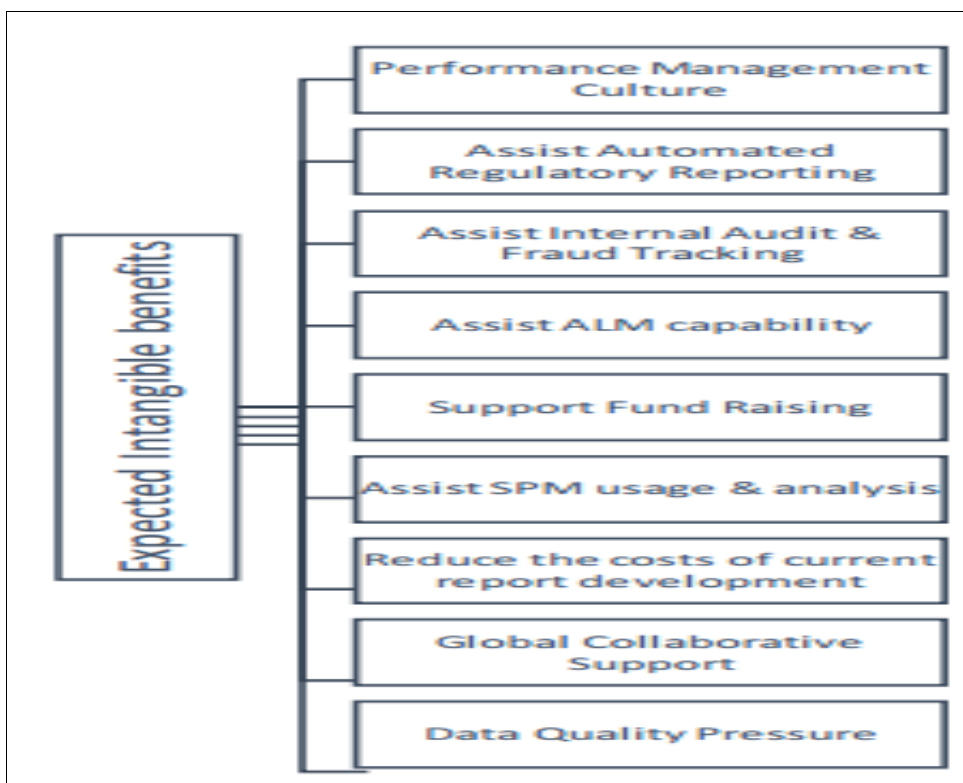 Expected Intangible benefits
Performance Management
Culture
Assist Automated
Regulatory Reporting
Assist Internal Audit &
Fraud Tracking
Assist ALM capability
Support Fund Raising
Assist SPM usage & analysis
Reduce the costs of current
report development
Global Collaborative
Support
Data Quality Pressure